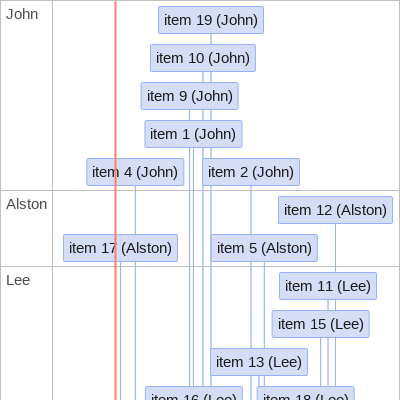 John
item 19 (John)
item 10 (John)
item 9 (John)
item 1 (John)
item 4 (John)
item 2 (John)
Alston
item 12 (Alston)
item 17 (Alston)
item 5 (Alston)
Lee
item 11 (Lee)
item 15 (Lee)
item 13 (Lee)
item 16 (Lee)
item 18 (Lee)